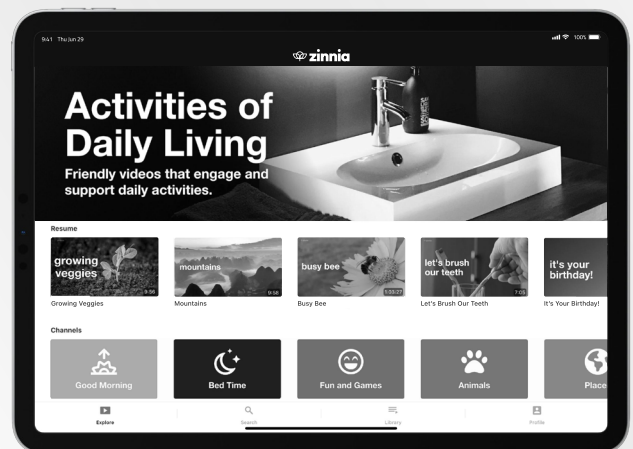 9:41 Thu Jun 29
100%
zinnia
Activities of
Daily Living
Friendly videos that engage and
support daily activities.
Resume
growing
veggies
9:56
Growing Veggies
mountains
9:58
Mountains
busy bee
Busy Bee
let's brush
our teeth
7:05
Let's Brush Our Teeth
it's your
birthday!
It's Your Birthday!
Channels
Good Morning
Bed Time
Fun and Games
Animals
Place
Explore
Search
Library
Profile